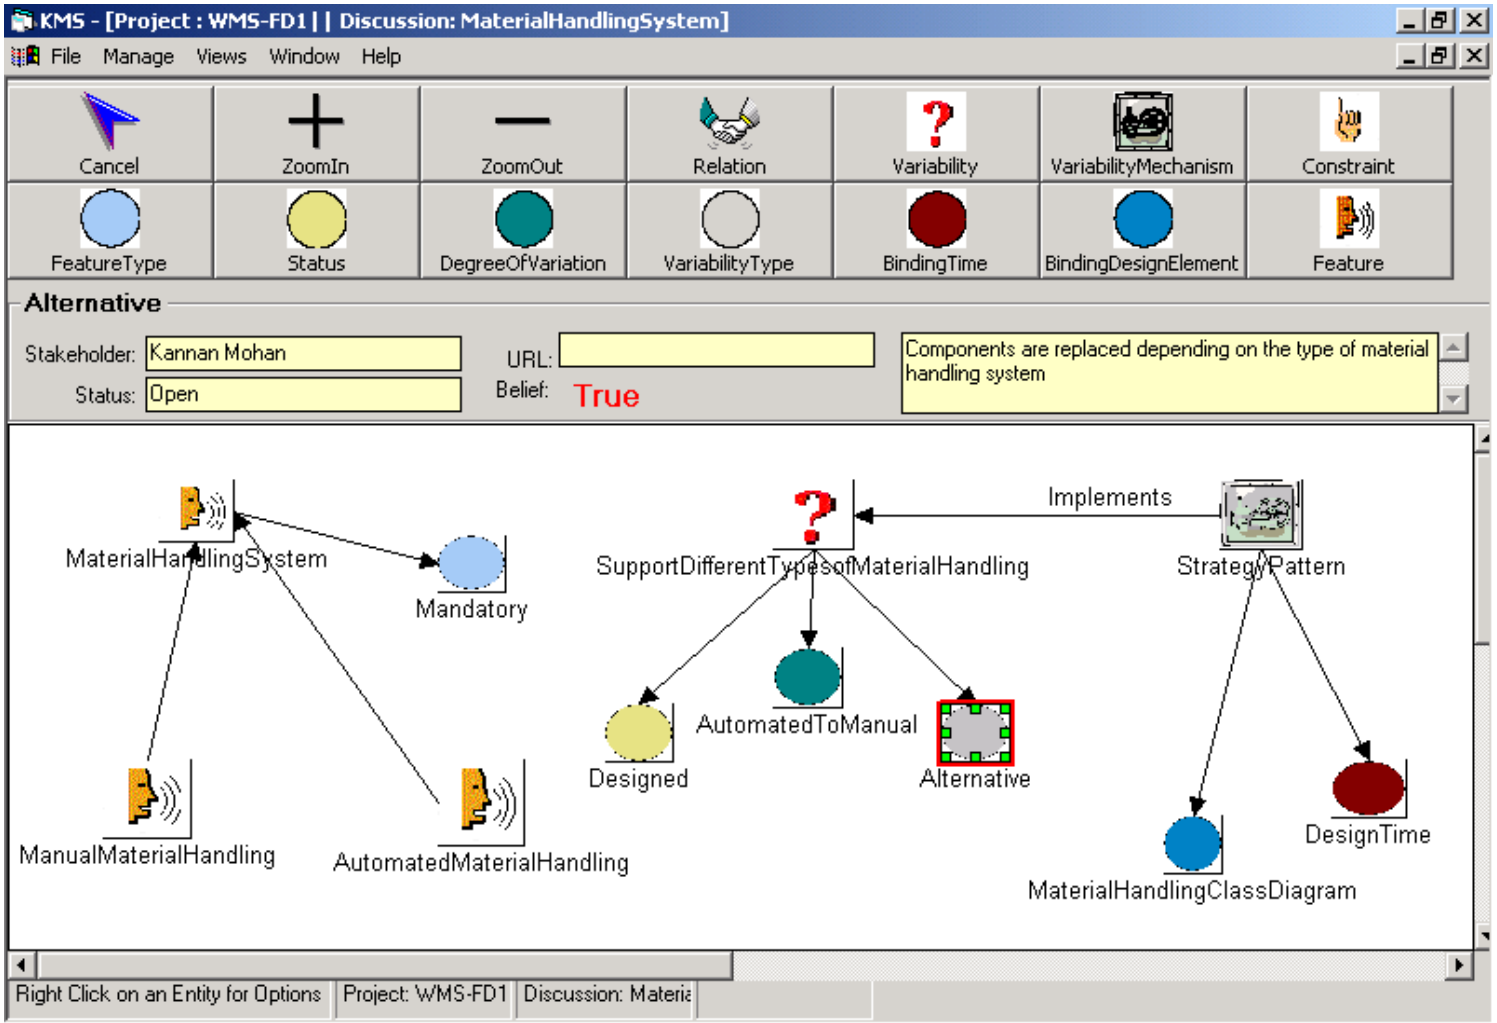 KMS - [Project : WMS-FD1 || Discussion: MaterialHandlingSystem]
File Manage Views Window Help
Cancel ZoomIn ZoomOut Relation Variability VariabilityMechanism Constraint
FeatureType Status DegreeOfVariation VariabilityType BindingTime BindingDesignElement Feature
Alternative
Stakeholder: Kannan Mohan
Status: Open
URL:
Belief: True
Components are replaced depending on the type of material
handling system
Implements
MaterialHandlingSystem
SupportDifferentTypesofMaterialHandling
StrategyPattern
Mandatory
AutomatedToManual
Designed
Alternative
DesignTime
ManualMaterialHandling
AutomatedMaterialHandling
MaterialHandlingClassDiagram
Right Click on an Entity for Options Project: WMS-FD1 Discussion: Materia